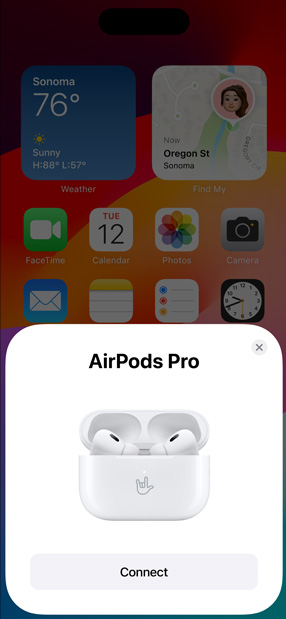 Sonoma
76°
Sunny
H:88° L:57°
Weather
Now
Oregon St
Sonoma
Find My
FaceTime
TUE
12
Calendar
Photos
Camera
AirPods Pro
Connect